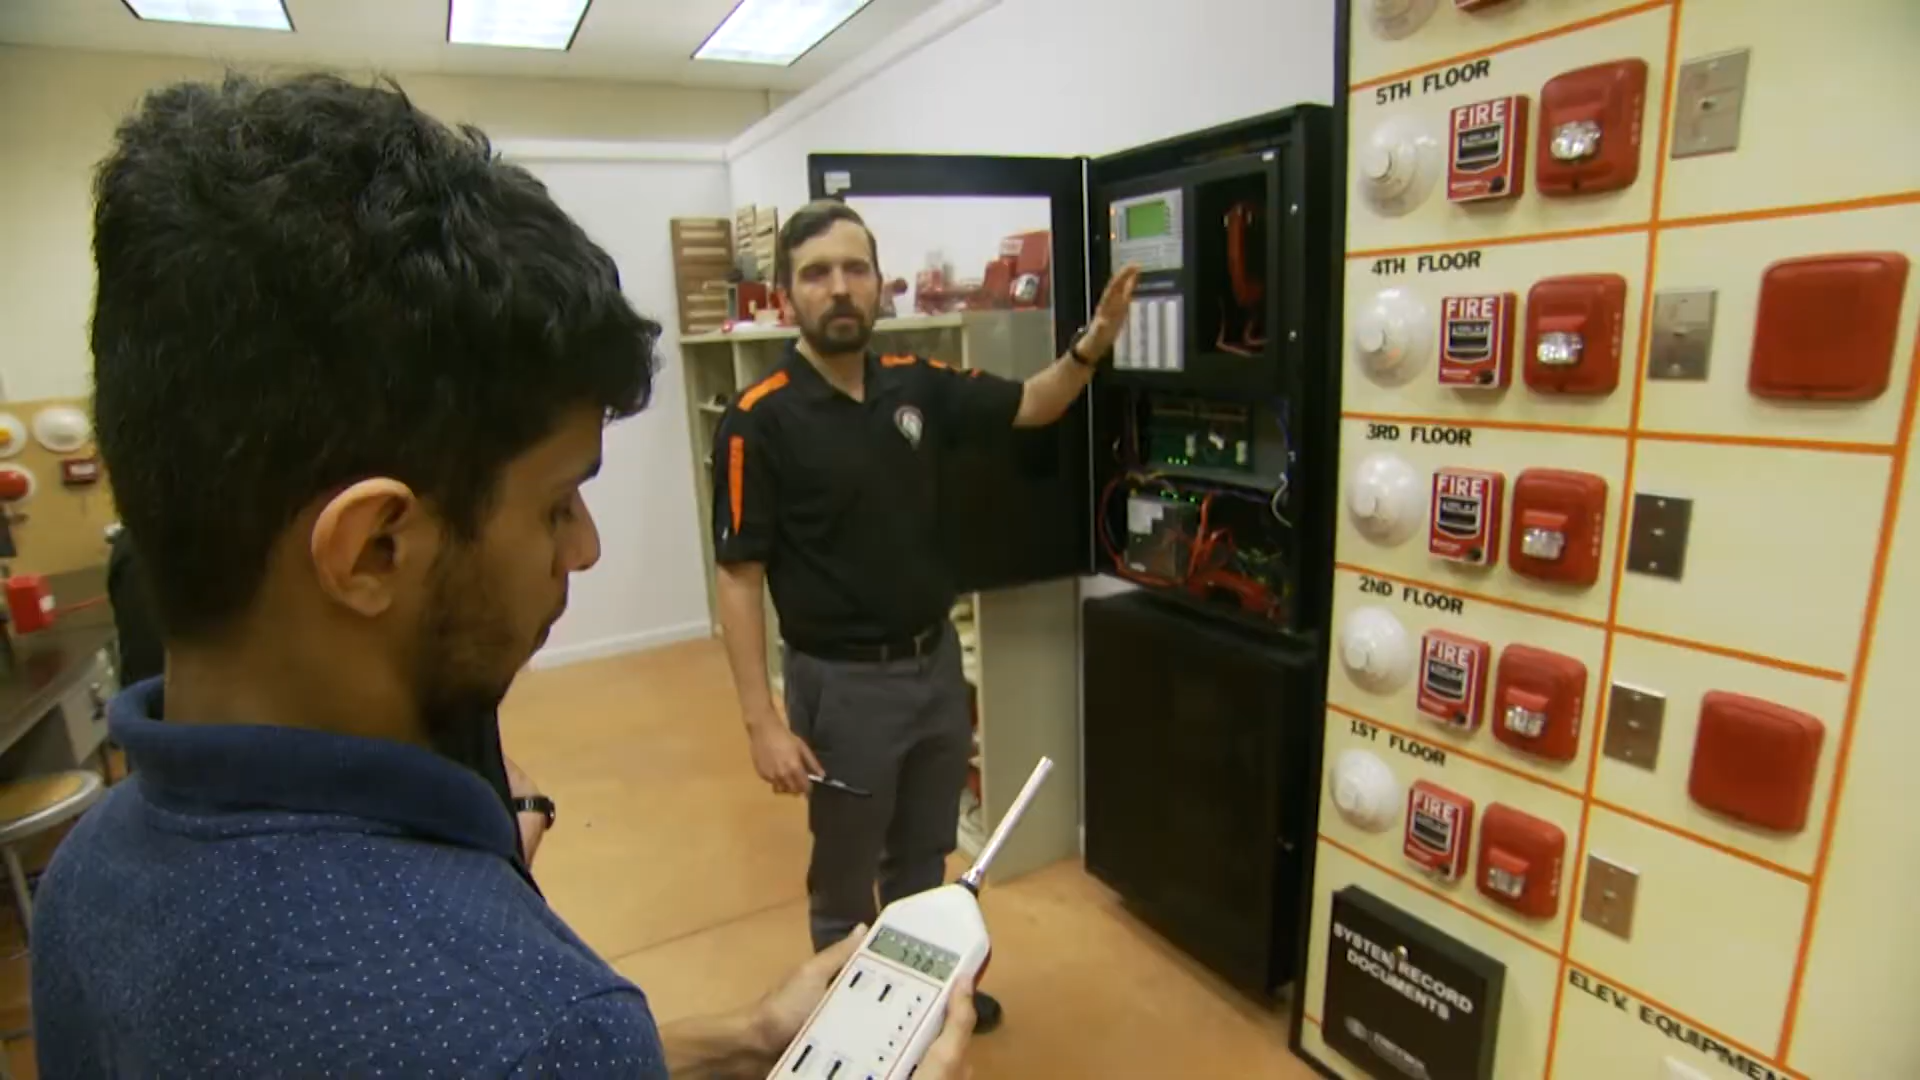 5TH FLOOR
FIRE
4TH FLOOR
FIRE
3RD FLOOR
FIRE
2ND FLOOR
FIRE
1ST FLOOR
FIRE
SYSTEM RECORD
DOCUMENTS
ELEV. EQUIPMEN